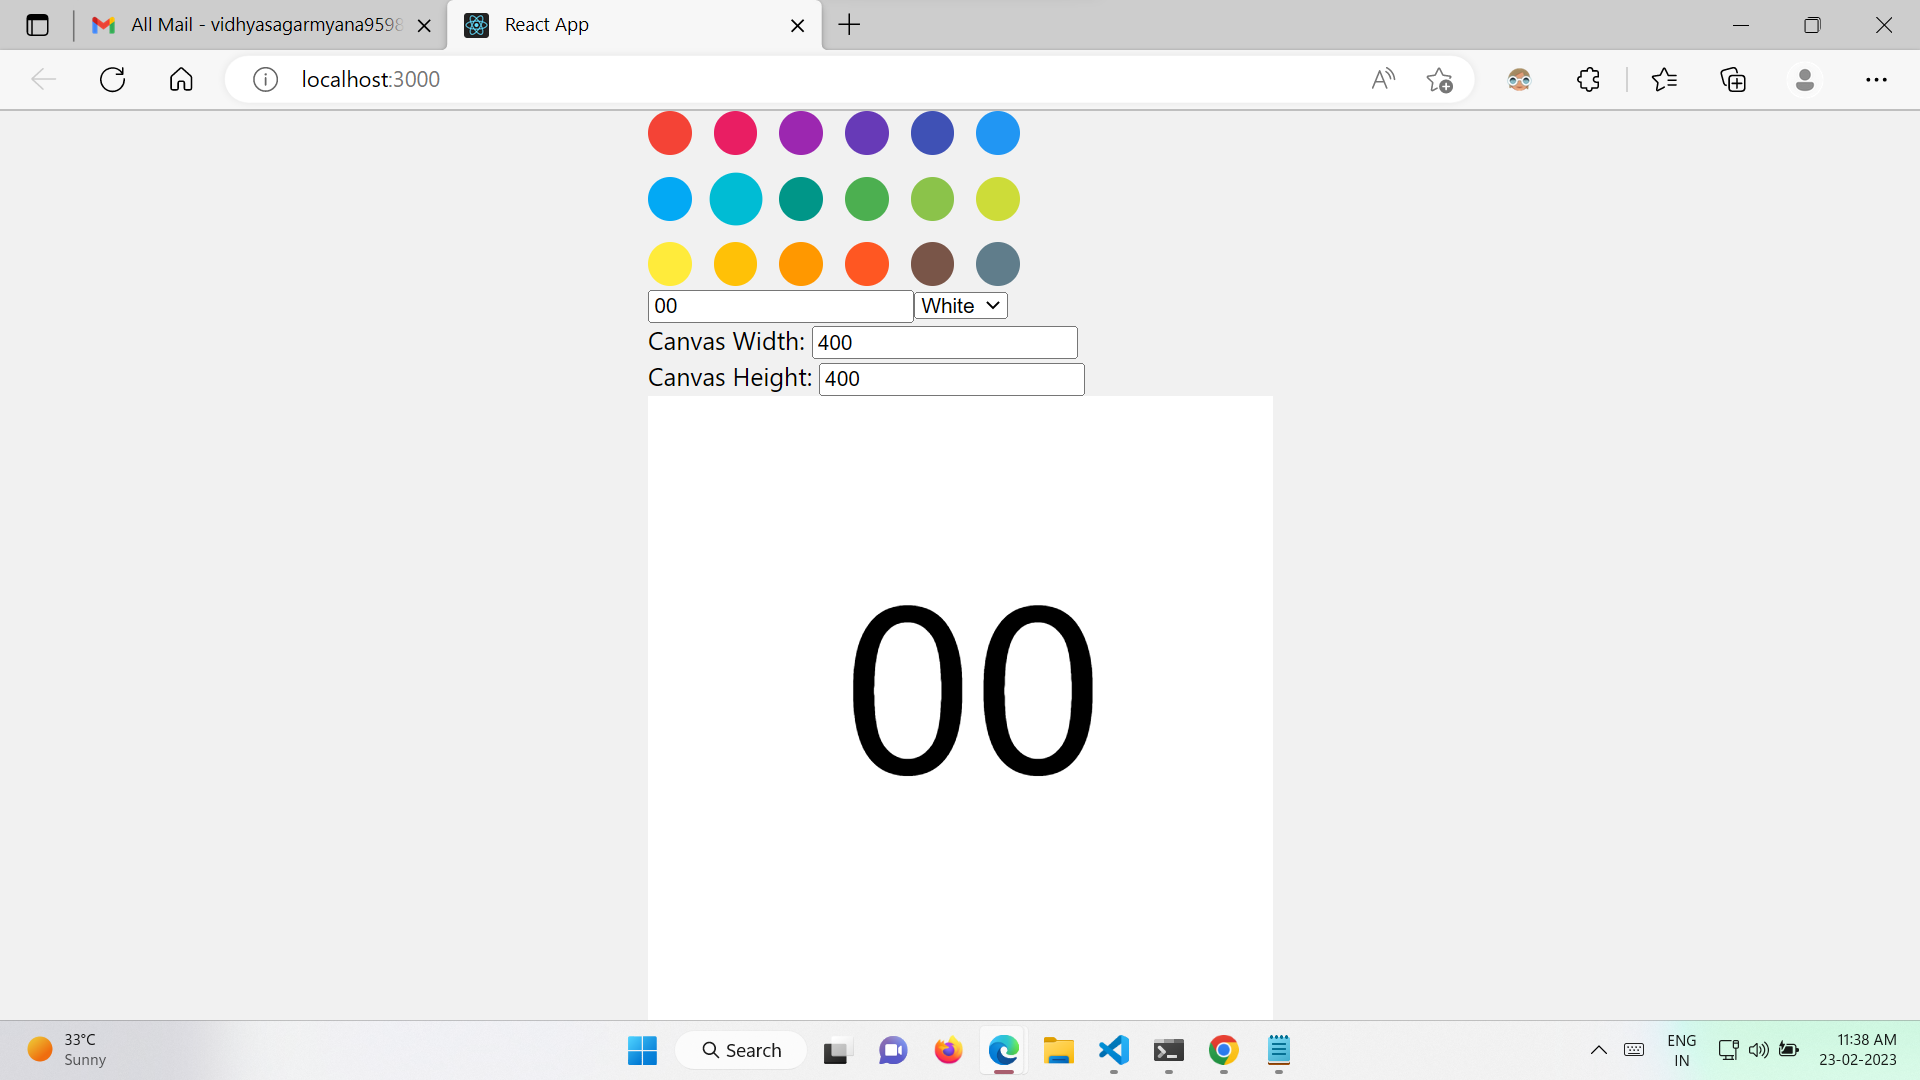 All Mail - vidhyasagarmyana9598
React App
localhost:3000
00
White
Canvas Width: 400
Canvas Height: 400
00
33°C
Sunny
Search
ENG
IN
11:38 AM
23-02-2023